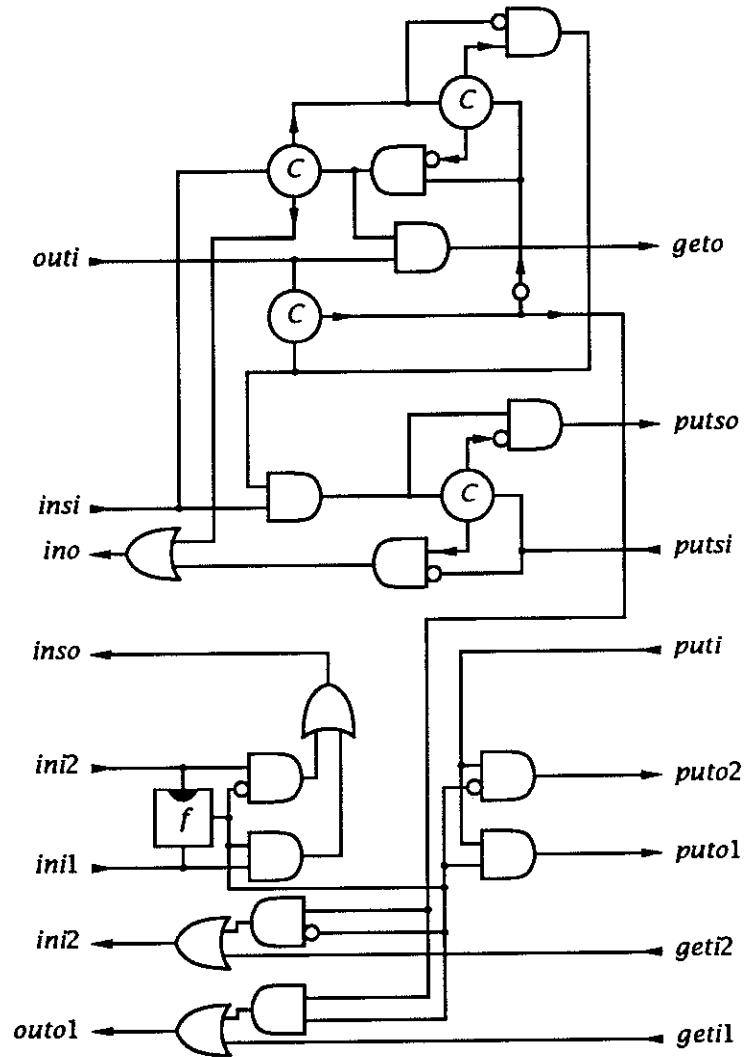 C
C
C
outi
geto
C
putso
C
insi
ino
putsi
inso
puti
ini2
puto2
f
ini1
puto1
ini2
geti2
outo1
geti1